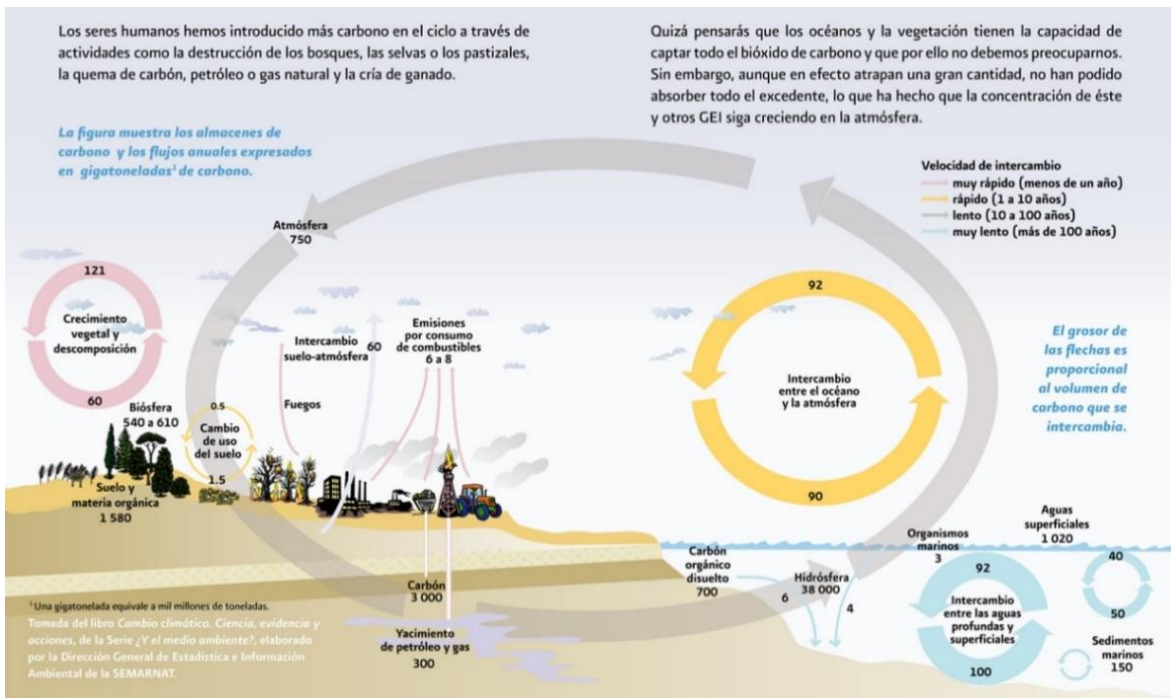 Los seres humanos hemos introducido más carbono en el ciclo a través de
actividades como la destrucción de los bosques, las selvas o los pastizales,
la quema de carbón, petróleo o gas natural y la cría de ganado.
Quizá pensarás que los océanos y la vegetación tienen la capacidad de
captar todo el bióxido de carbono y que por ello no debemos preocuparnos.
Sin embargo, aunque en efecto atrapan una gran cantidad, no han podido
absorber todo el excedente, lo que ha hecho que la concentración de éste
y otros GEI siga creciendo en la atmósfera.
La figura muestra los almacenes de
carbono y los flujos anuales expresados
en gigatoneladas¹ de carbono.
Velocidad de intercambio
muy rápido (menos de un año)
rápido (1 a 10 años)
lento (10 a 100 años)
muy lento (más de 100 años)
Atmósfera
750
121
Crecimiento
vegetal y
descomposición
60
Intercambio
suelo-atmósfera
60
Emisiones
por consumo
de combustibles
6 a 8
Fuegos
92
Intercambio
entre el océano
y la atmósfera
90
El grosor de
las flechas es
proporcional
al volumen de
carbono que se
intercambia.
Biósfera
540 a 610
0.5
Cambio
de uso
del suelo
1.5
Suelo y
materia orgánica
1 580
Carbón
3 000
Yacimiento
de petróleo y gas
300
Carbón
orgánico
disuelto
700
Hidrósfera
38 000
6
4
Organismos
marinos
3
Aguas
superficiales
1 020
92
Intercambio
entre las aguas
profundas y
superficiales
100
40
50
Sedimentos
marinos
150
¹ Una gigatonelada equivale a mil millones de toneladas.
Tomada del libro Cambio climático. Ciencia, evidencia y
acciones, de la Serie ¿Y el medio ambiente?, elaborado
por la Dirección General de Estadística e Información
Ambiental de la SEMARNAT.